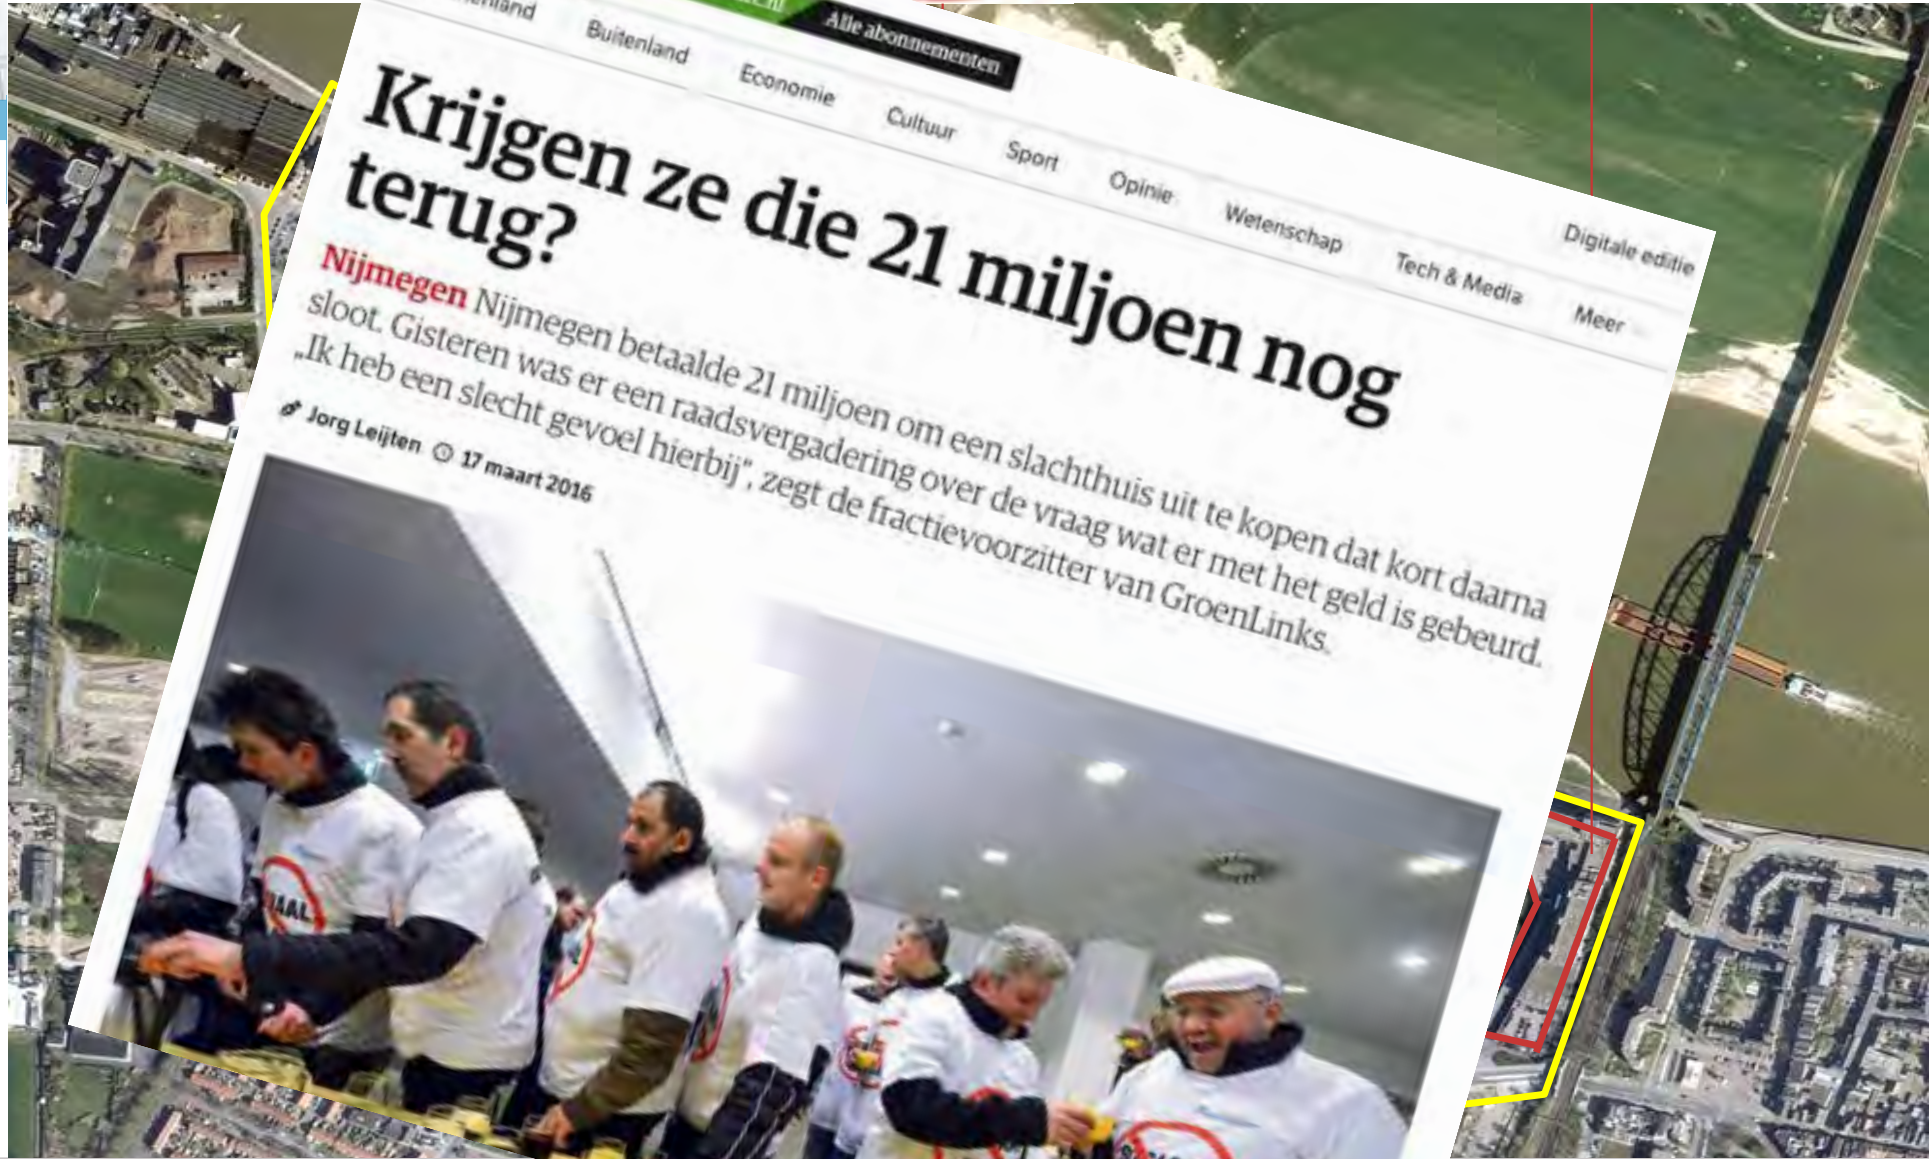 Alle abonnementen
Digitale editie
Buitenland Economie Cultuur Sport Opinie Wetenschap Tech & Media Meer
Krijgen ze die 21 miljoen nog
terug?
Nijmegen Nijmegen betaalde 21 miljoen om een slachthuis uit te kopen dat kort daarna
sloot. Gisteren was er een raadsvergadering over de vraag wat er met het geld is gebeurd.
„Ik heb een slecht gevoel hierbij“, zegt de fractievoorzitter van GroenLinks.
Jorg Leijten 17 maart 2016